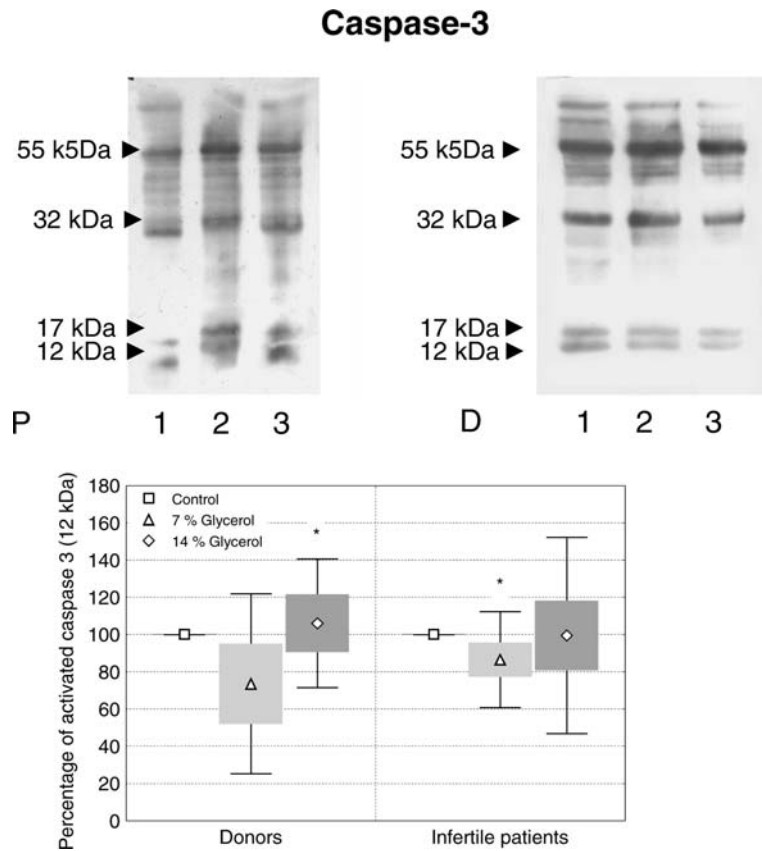 Caspase-3
55 k5Da
32 kDa
17 kDa
12 kDa
P 1 2 3
55 k5Da
32 kDa
17 kDa
12 kDa
D 1 2 3
Percentage of activated caspase 3 (12 kDa)
180
160
140
120
100
80
60
40
20
0
Control
7 % Glycerol
14 % Glycerol
*
*
Donors
Infertile patients